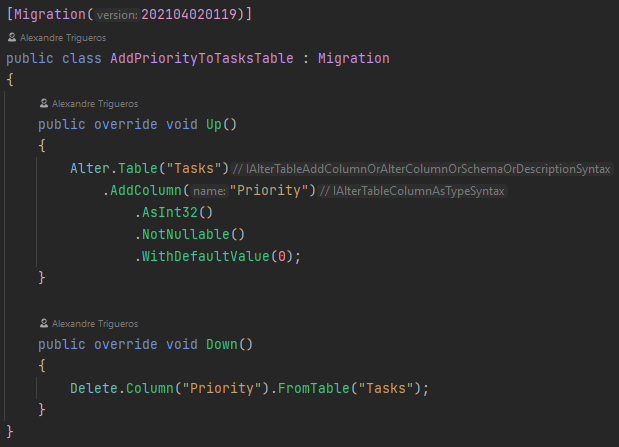 [Migration( version: 202104020119)]
Alexandre Trigueros
public class AddPriorityToTasksTable : Migration
{
Alexandre Trigueros
public override void Up()
{
Alter.Table("Tasks") // IAlterTableAddColumnOrAlterColumnOrSchemaOrDescriptionSyntax
.AddColumn( name: "Priority") // IAlterTableColumnAsTypeSyntax
.AsInt32()
.NotNullable()
.WithDefaultValue(0);
}
Alexandre Trigueros
public override void Down()
{
Delete.Column("Priority").FromTable("Tasks");
}
}